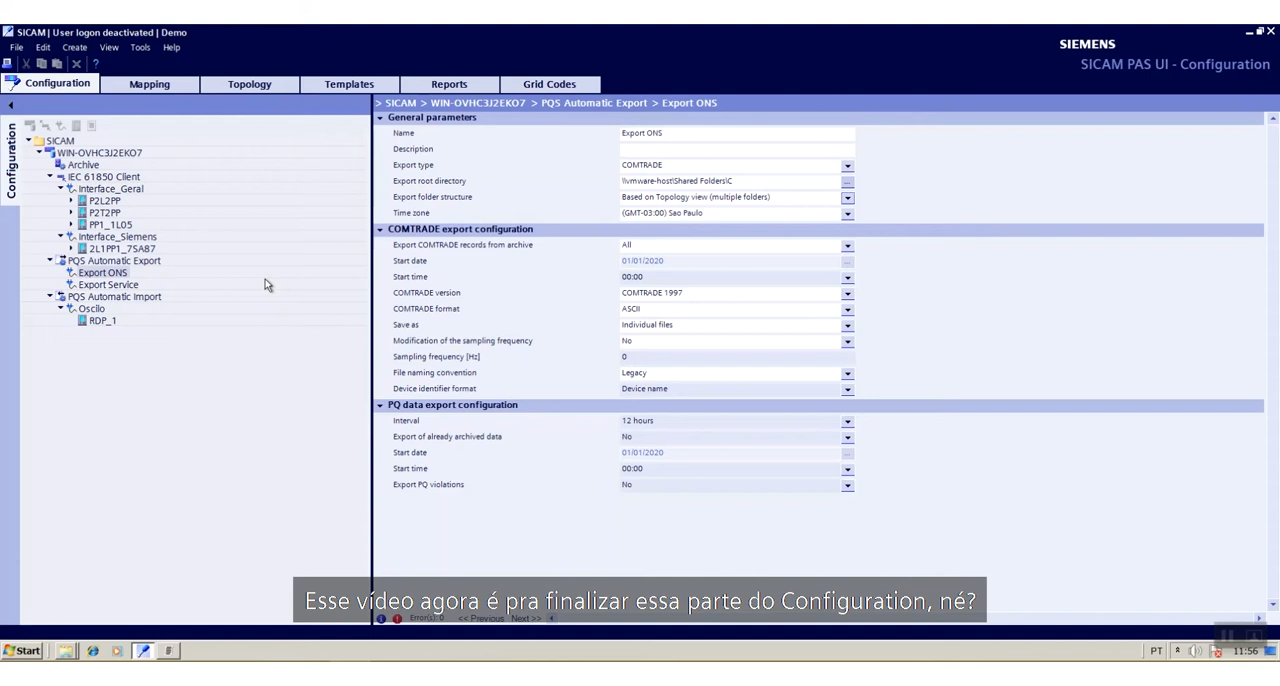 SICAM | User logon deactivated | Demo
File Edit Create View Tools Help
SIEMENS
SICAM PAS UI - Configuration
Configuration Mapping Topology Templates Reports Grid Codes
Configuration
SICAM
WIN-OVHC3J2EKO7
Archive
IEC 61850 Client
Interface_Geral
P2L2PP
P2T2PP
PP1_1L05
Interface_Siemens
2L1PP1_7SA87
PQS Automatic Export
Export ONS
Export Service
PQS Automatic Import
Oscilo
RDP_1
> SICAM > WIN-OVHC3J2EKO7 > PQS Automatic Export > Export ONS
General parameters
Name Export ONS
Description
Export type COMTRADE
Export root directory \\vmware-host\Shared Folders\C
Export folder structure Based on Topology view (multiple folders)
Time zone (GMT-03:00) Sao Paulo
COMTRADE export configuration
Export COMTRADE records from archive All
Start date 01/01/2020
Start time 00:00
COMTRADE version COMTRADE 1997
COMTRADE format ASCII
Save as Individual files
Modification of the sampling frequency No
Sampling frequency [Hz] 0
File naming convention Legacy
Device identifier format Device name
PQ data export configuration
Interval 12 hours
Export of already archived data No
Start date 01/01/2020
Start time 00:00
Export PQ violations No
Esse vídeo agora é pra finalizar essa parte do Configuration, né?
Error(s): 0 << Previous Next >>
Start PT 11:56